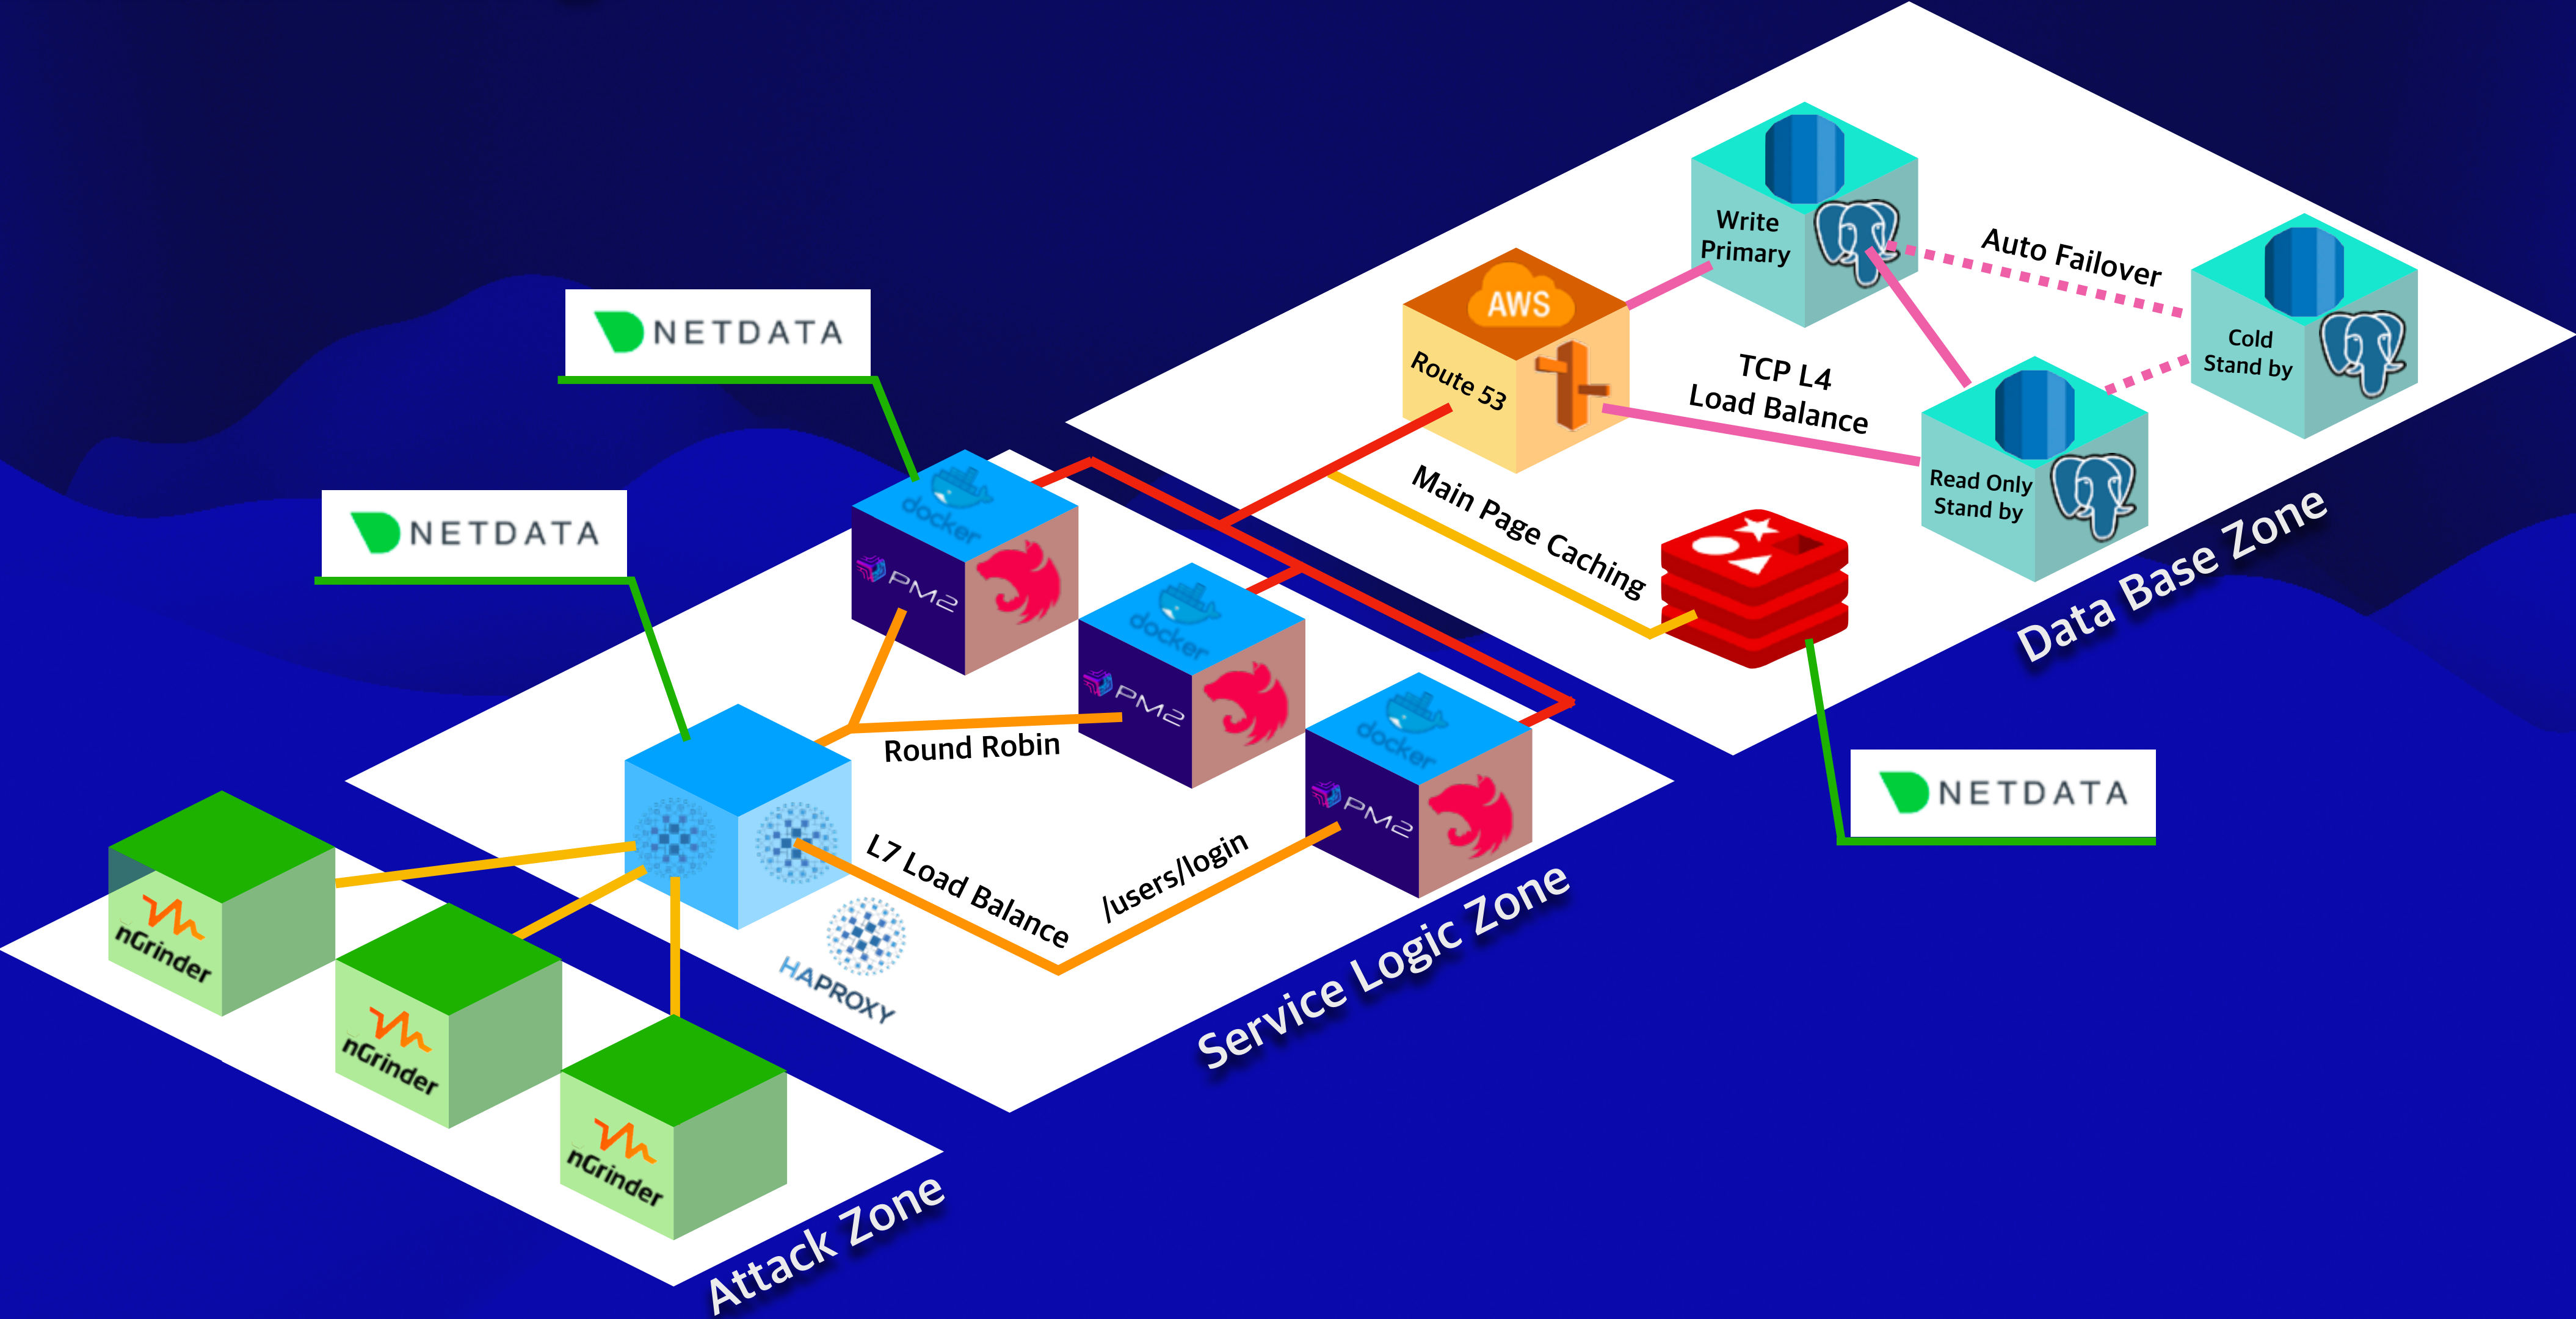 Write
Primary
Auto Failover
Cold
Stand by
AWS
Route 53
TCP L4
Load Balance
Read Only
Stand by
Main Page Caching
Data Base Zone
NETDATA
NETDATA
NETDATA
docker
PM2
docker
PM2
docker
PM2
Round Robin
L7 Load Balance
/users/login
HAPROXY
Service Logic Zone
nGrinder
nGrinder
nGrinder
Attack Zone